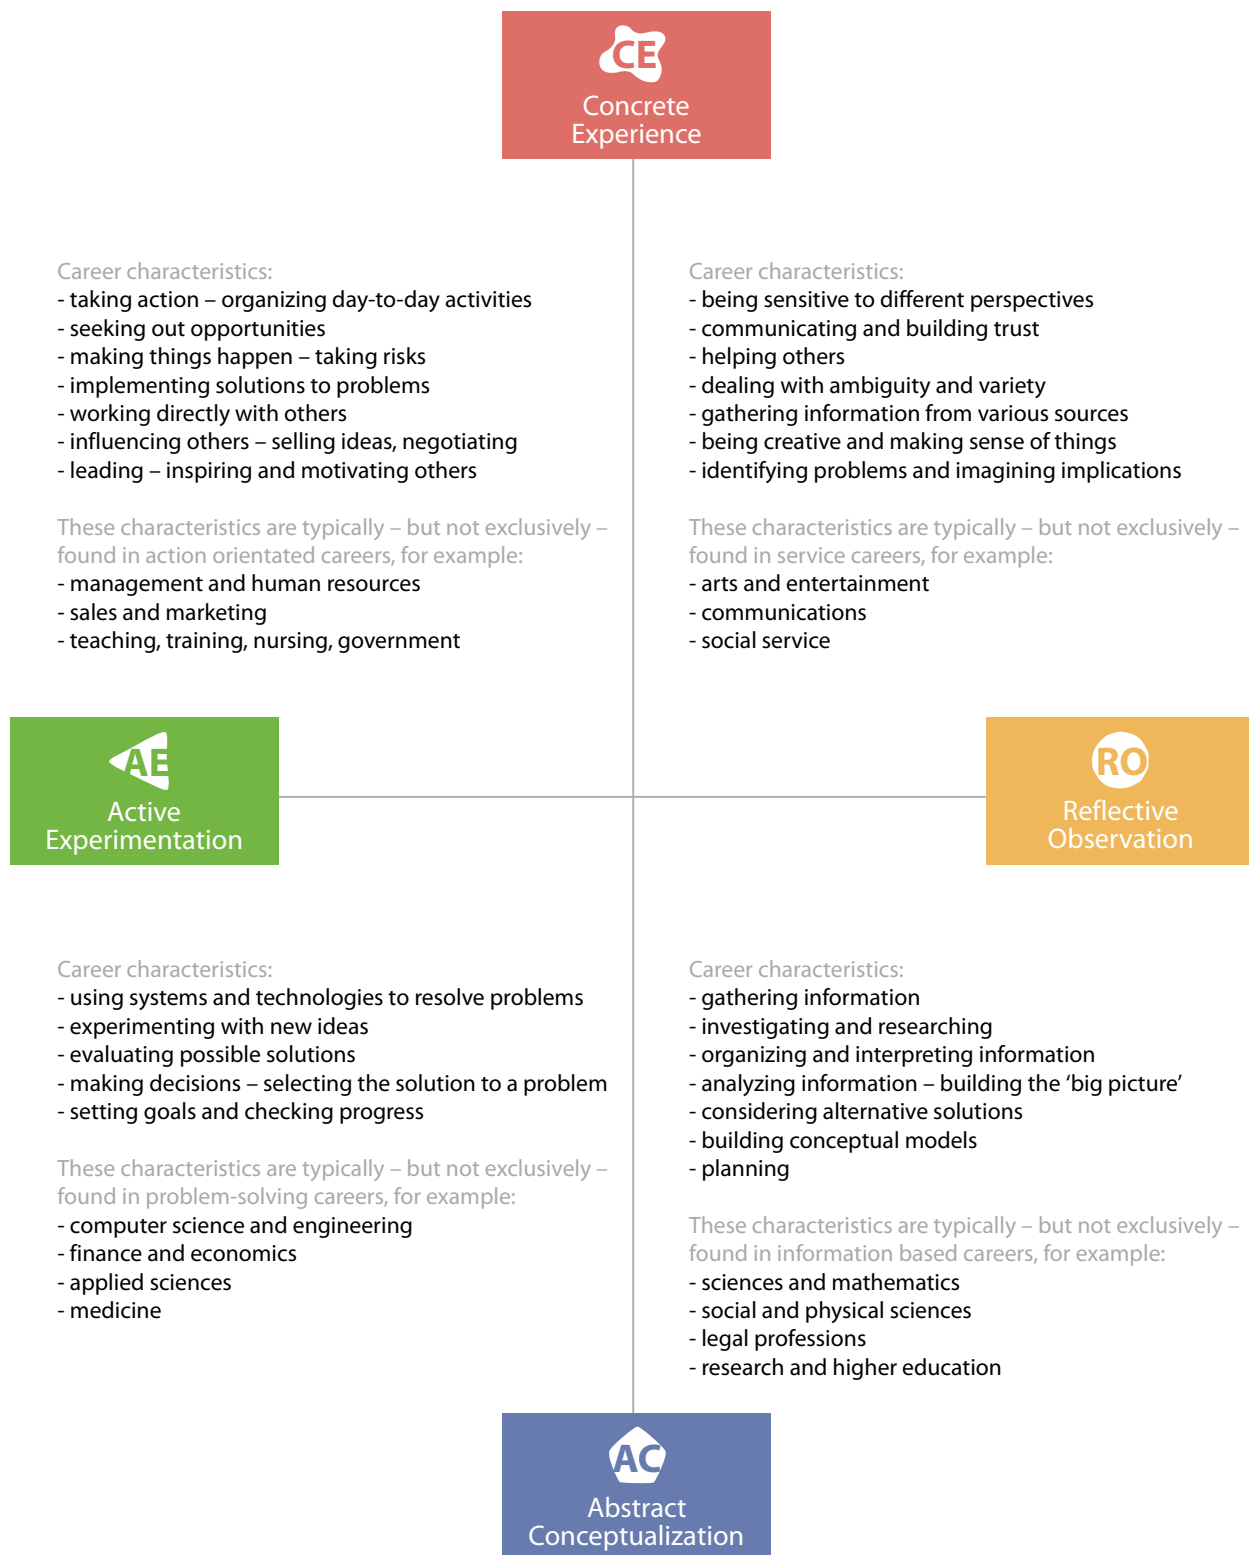 CE
Concrete
Experience
Career characteristics:
- taking action – organizing day-to-day activities
- seeking out opportunities
- making things happen – taking risks
- implementing solutions to problems
- working directly with others
- influencing others – selling ideas, negotiating
- leading – inspiring and motivating others
These characteristics are typically – but not exclusively –
found in action orientated careers, for example:
- management and human resources
- sales and marketing
- teaching, training, nursing, government
Career characteristics:
- being sensitive to different perspectives
- communicating and building trust
- helping others
- dealing with ambiguity and variety
- gathering information from various sources
- being creative and making sense of things
- identifying problems and imagining implications
These characteristics are typically – but not exclusively –
found in service careers, for example:
- arts and entertainment
- communications
- social service
AE
Active
Experimentation
RO
Reflective
Observation
Career characteristics:
- using systems and technologies to resolve problems
- experimenting with new ideas
- evaluating possible solutions
- making decisions – selecting the solution to a problem
- setting goals and checking progress
These characteristics are typically – but not exclusively –
found in problem-solving careers, for example:
- computer science and engineering
- finance and economics
- applied sciences
- medicine
Career characteristics:
- gathering information
- investigating and researching
- organizing and interpreting information
- analyzing information – building the ‘big picture’
- considering alternative solutions
- building conceptual models
- planning
These characteristics are typically – but not exclusively –
found in information based careers, for example:
- sciences and mathematics
- social and physical sciences
- legal professions
- research and higher education
AC
Abstract
Conceptualization